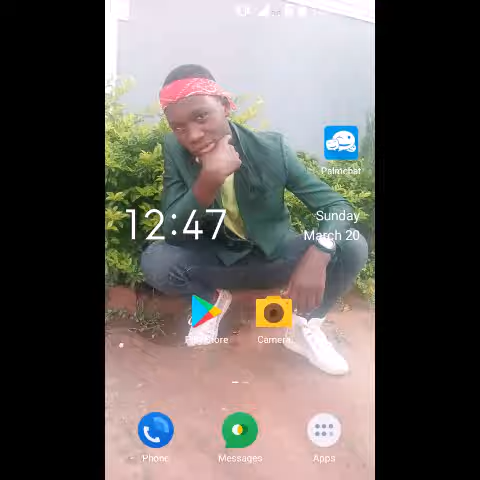 Palmchat
12:47
Sunday
March 20
Play Store
Camera
Phone
Messages
Apps